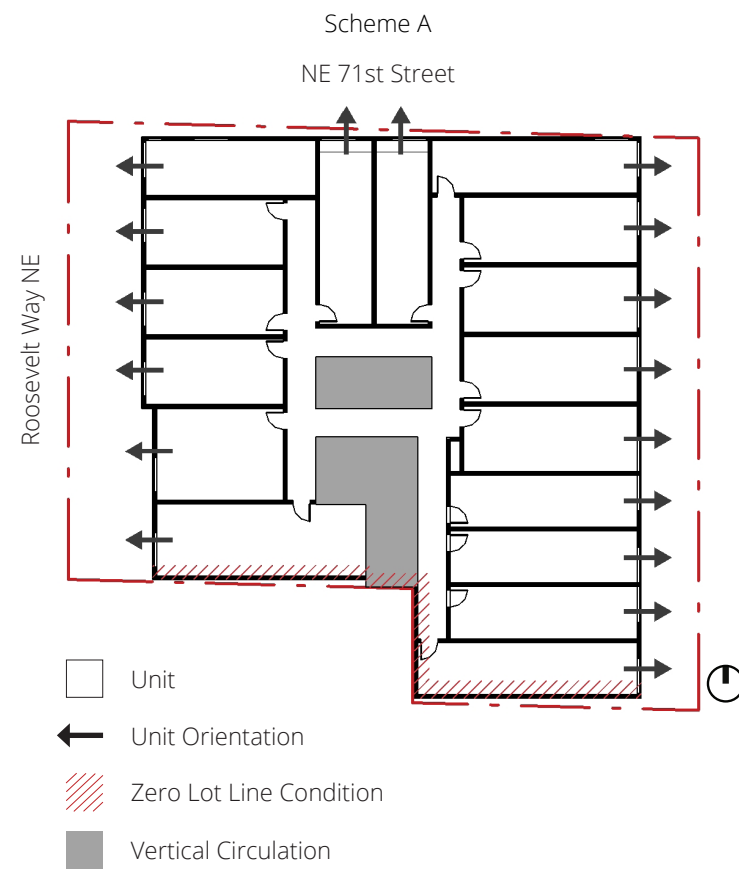 Scheme A
NE 71st Street
Roosevelt Way NE
Unit
Unit Orientation
Zero Lot Line Condition
Vertical Circulation